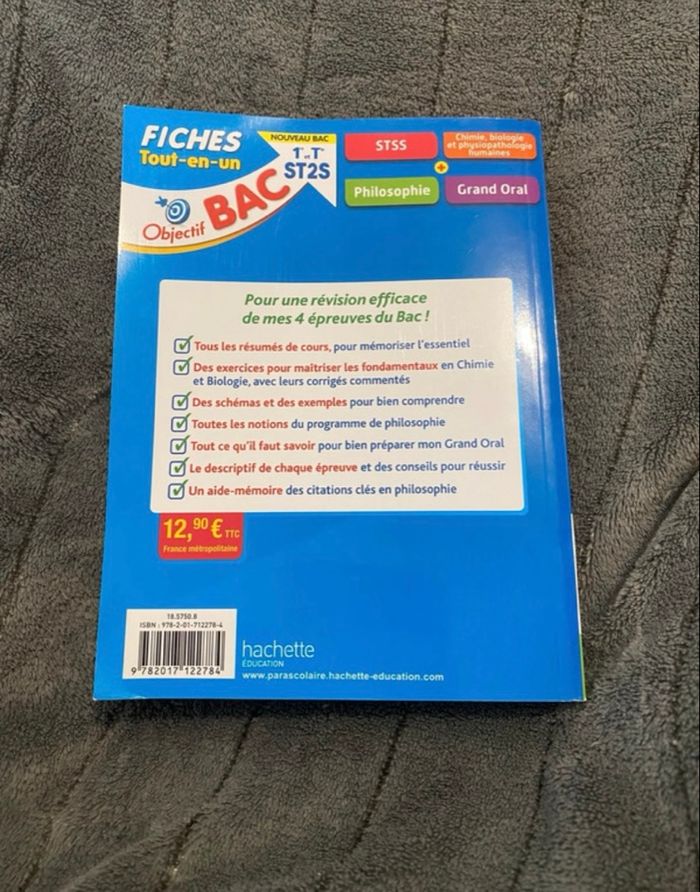 FICHES
Tout-en-un
Objectif
BAC
NOUVEAU BAC
1re et Tle
ST2S
STSS
Chimie, biologie
et physiopathologie
humaines
+
Philosophie
Grand Oral
Pour une révision efficace
de mes 4 épreuves du Bac !
Tous les résumés de cours, pour mémoriser l'essentiel
Des exercices pour maîtriser les fondamentaux en Chimie
et Biologie, avec leurs corrigés commentés
Des schémas et des exemples pour bien comprendre
Toutes les notions du programme de philosophie
Tout ce qu'il faut savoir pour bien préparer mon Grand Oral
Le descriptif de chaque épreuve et des conseils pour réussir
Un aide-mémoire des citations clés en philosophie
12,90 € TTC
France métropolitaine
18.5750.8
ISBN : 978-2-01-712278-4
9 782017 122784
hachette
ÉDUCATION
www.parascolaire.hachette-education.com